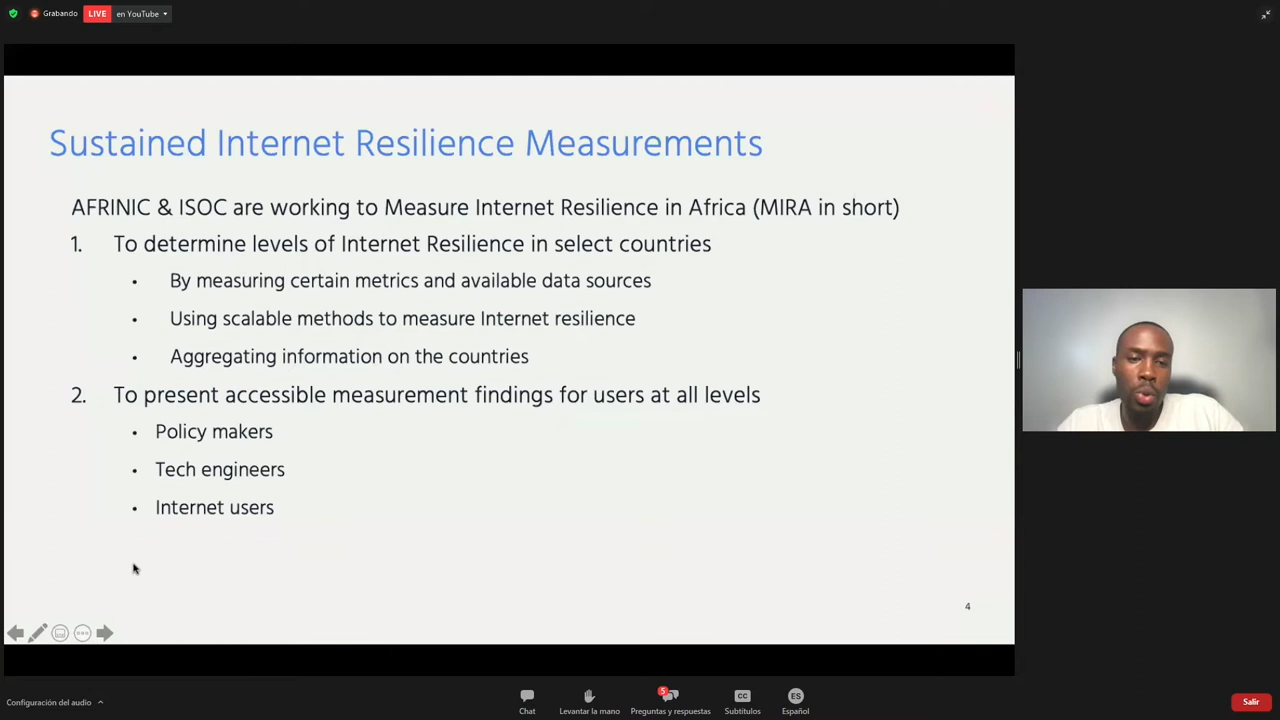 Grabando
LIVE
en YouTube
Sustained Internet Resilience Measurements
AFRINIC & ISOC are working to Measure Internet Resilience in Africa (MIRA in short)
1. To determine levels of Internet Resilience in select countries
• By measuring certain metrics and available data sources
• Using scalable methods to measure Internet resilience
• Aggregating information on the countries
2. To present accessible measurement findings for users at all levels
• Policy makers
• Tech engineers
• Internet users
4
Configuración del audio
Chat
Levantar la mano
5
Preguntas y respuestas
CC
Subtítulos
ES
Español
Salir